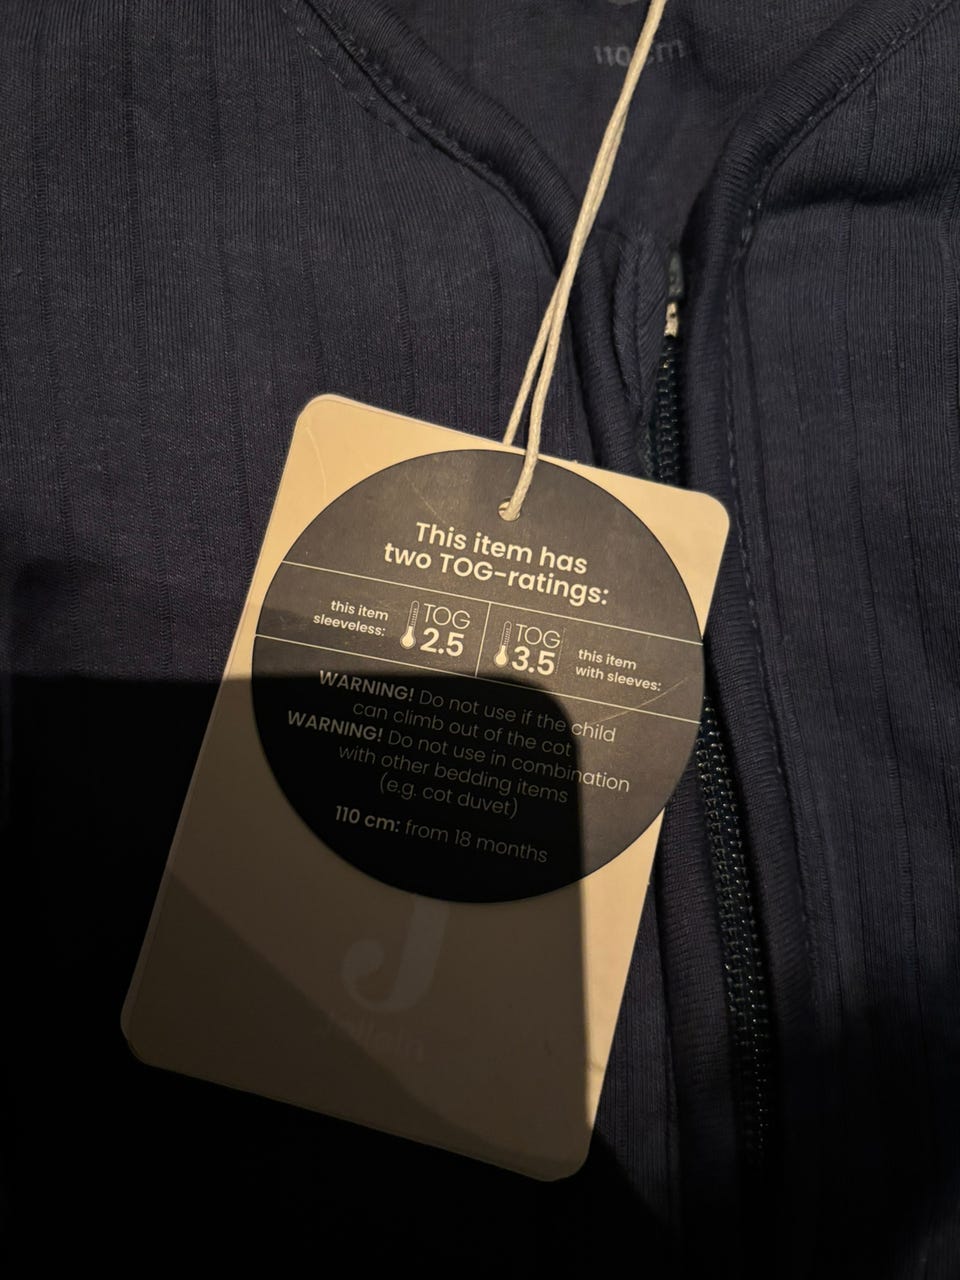 This item has
two TOG-ratings:
this item
sleeveless:
TOG
2.5
TOG
3.5
this item
with sleeves:
WARNING! Do not use if the child
can climb out of the cot
WARNING! Do not use in combination
with other bedding items
(e.g. cot duvet)
110 cm: from 18 months
J